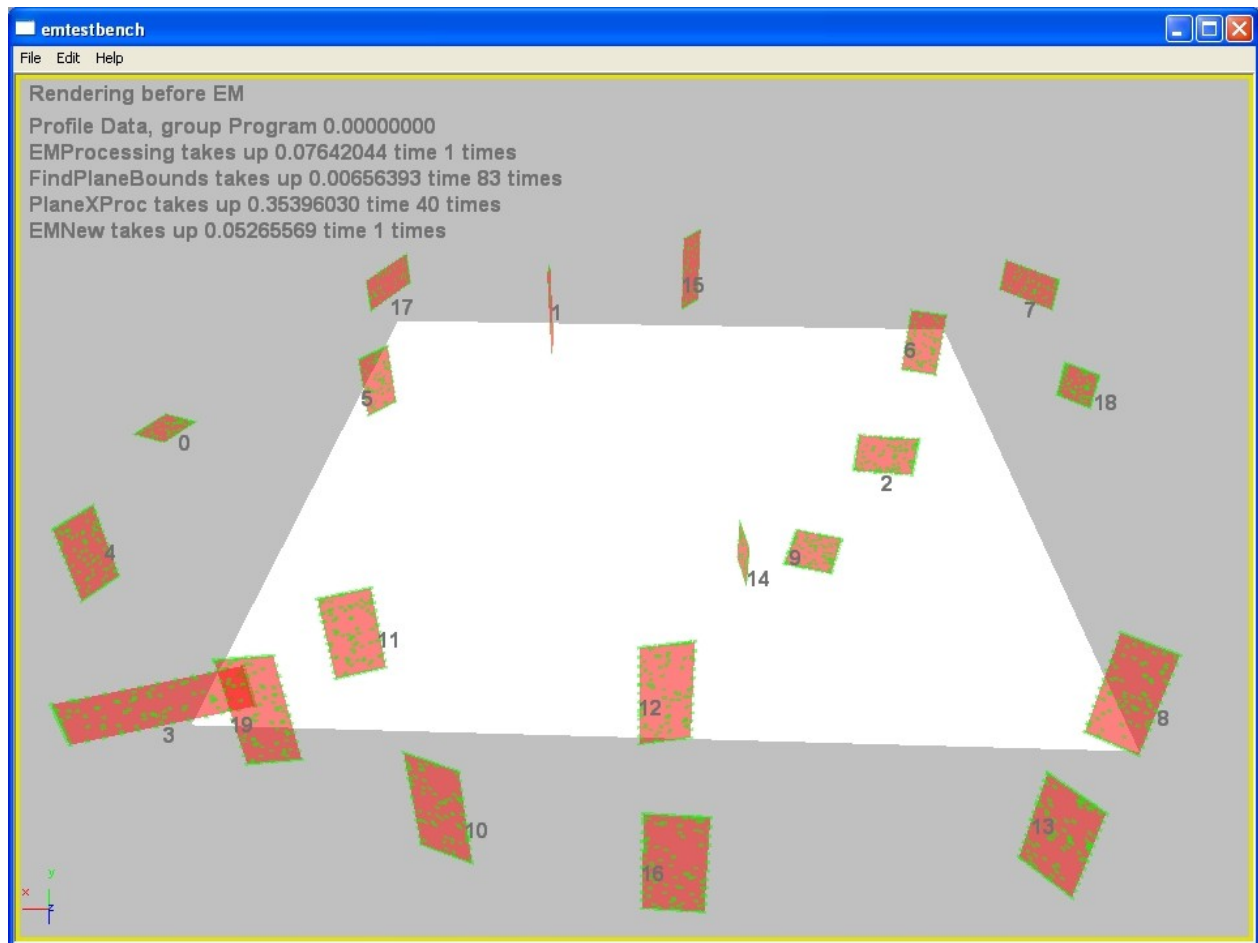 emtestbench
File Edit Help
Rendering before EM
Profile Data, group Program 0.00000000
EMProcessing takes up 0.07642044 time 1 times
FindPlaneBounds takes up 0.00656393 time 83 times
PlaneXProc takes up 0.35396030 time 40 times
EMNew takes up 0.05265569 time 1 times
15
17
1
7
6
5
18
0
2
4
9
14
11
12
19
3
8
10
13
16
y
x
z